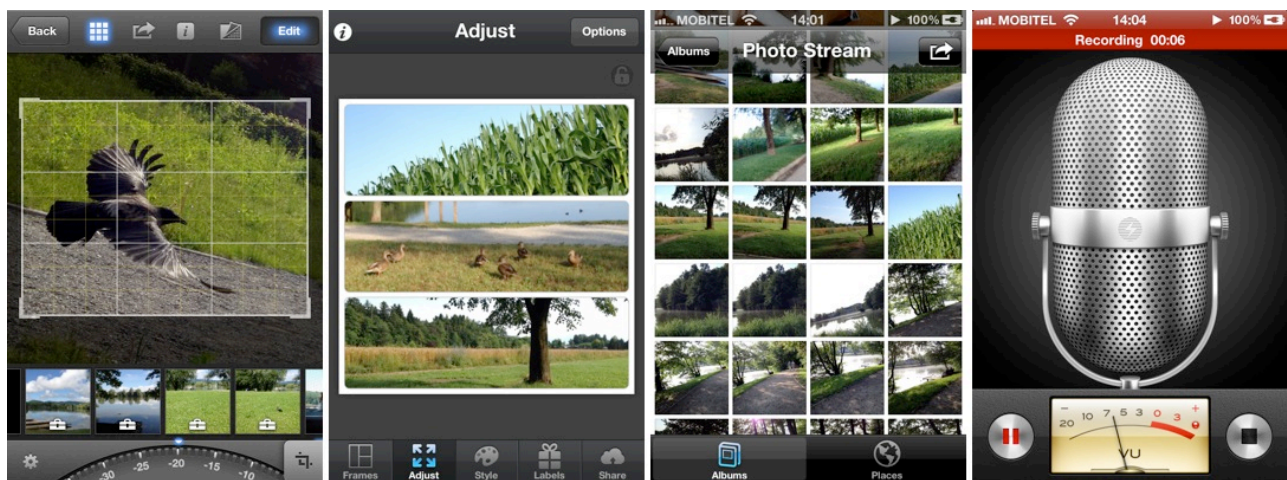 Back
i
Edit
-30
-25
-20
-15
-10
i
Adjust
Options
Frames
Adjust
Style
Labels
Share
MOBITEL 14:01 100%
Albums
Photo Stream
Albums
Places
MOBITEL 14:04 100%
Recording 00:06
- +
20 10 7 5 3 0 3
VU